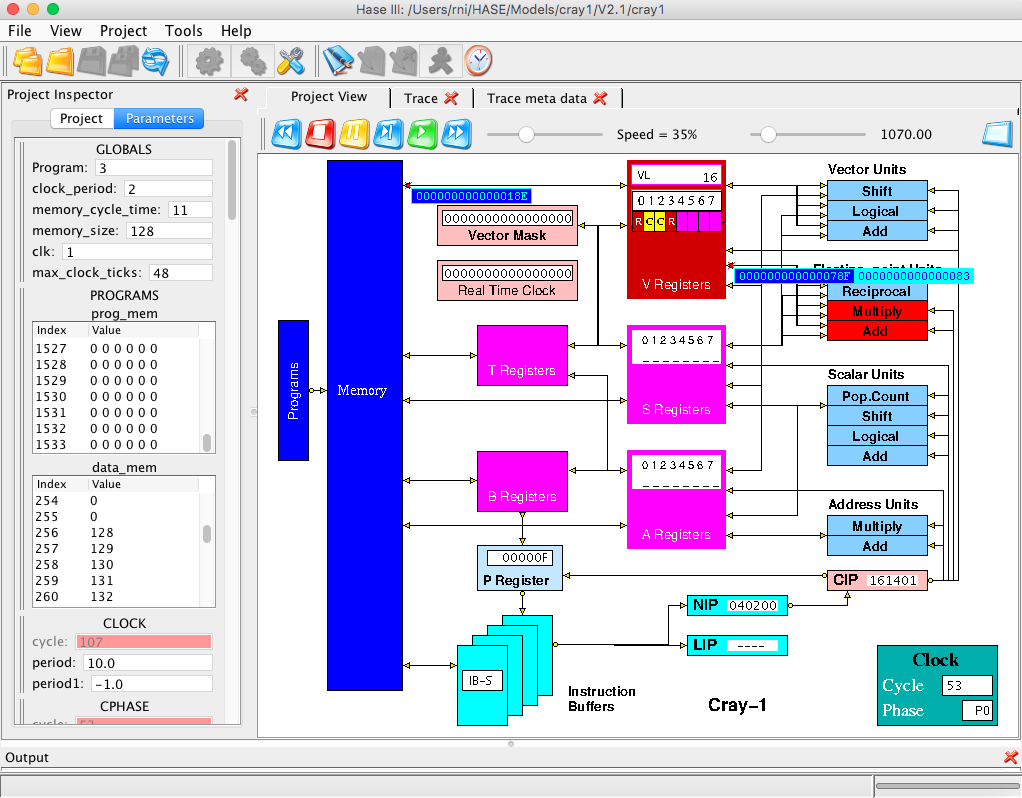 Hase III: /Users/rni/HASE/Models/cray1/V2.1/cray1
File View Project Tools Help
Project Inspector
Project Parameters
GLOBALS
Program: 3
clock_period: 2
memory_cycle_time: 11
memory_size: 128
clk: 1
max_clock_ticks: 48
PROGRAMS
prog_mem
Index Value
1527 0 0 0 0 0 0
1528 0 0 0 0 0 0
1529 0 0 0 0 0 0
1530 0 0 0 0 0 0
1531 0 0 0 0 0 0
1532 0 0 0 0 0 0
1533 0 0 0 0 0 0
data_mem
Index Value
254 0
255 0
256 128
257 129
258 130
259 131
260 132
CLOCK
cycle: 107
period: 10.0
period1: -1.0
CPHASE
Project View Trace Trace meta data
Speed = 35% 1070.00
Programs
Memory
000000000000018E
0000000000000000
Vector Mask
0000000000000000
Real Time Clock
VL 16
0 1 2 3 4 5 6 7
R C C R
V Registers
T Registers
0 1 2 3 4 5 6 7
_ _ _ _ _ _ _ _
S Registers
B Registers
0 1 2 3 4 5 6 7
_ _ _ _ _ _ _ _
A Registers
00000F
P Register
IB-S
Instruction
Buffers
Vector Units
Shift
Logical
Add
000000000000078F 0000000000000083
Reciprocal
Multiply
Add
Scalar Units
Pop.Count
Shift
Logical
Add
Address Units
Multiply
Add
CIP 161401
NIP 040200
LIP ----
Cray-1
Clock
Cycle 53
Phase P0
Output